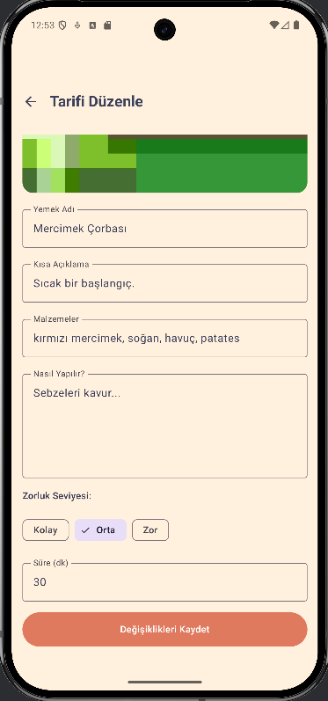 12:53
Tarifi Düzenle
Yemek Adı
Mercimek Çorbası
Kısa Açıklama
Sıcak bir başlangıç.
Malzemeler
kırmızı mercimek, soğan, havuç, patates
Nasıl Yapılır?
Sebzeleri kavur...
Zorluk Seviyesi:
Kolay
Orta
Zor
Süre (dk)
30
Değişiklikleri Kaydet